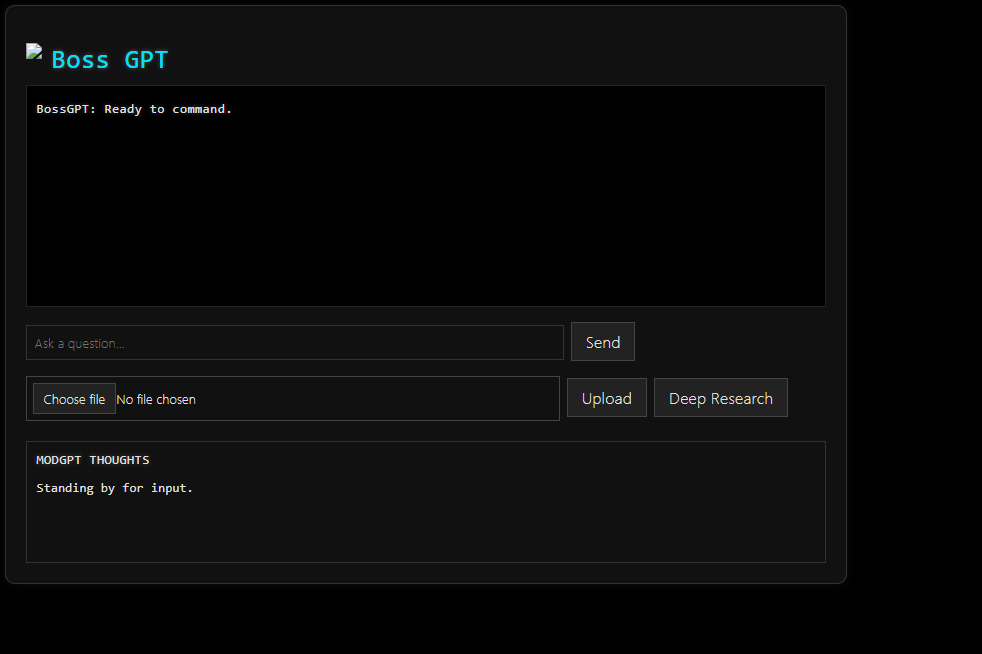 Boss GPT
BossGPT: Ready to command.
Ask a question...
Send
Choose file No file chosen
Upload
Deep Research
MODGPT THOUGHTS
Standing by for input.